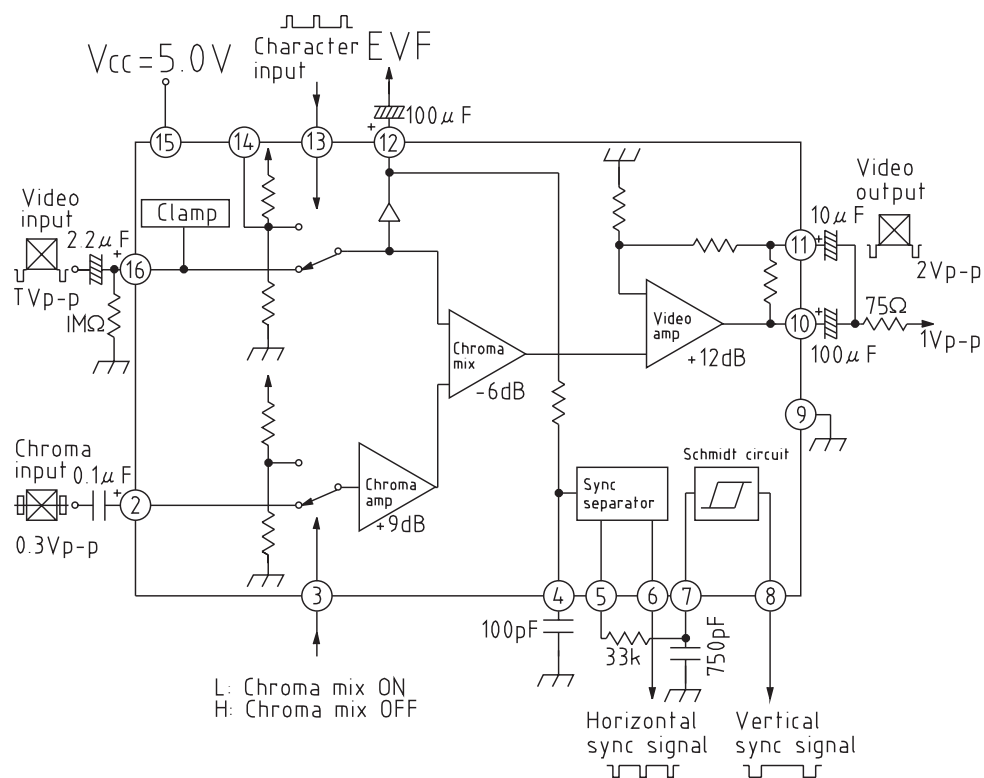 Character
input
EVF
Vcc=5.0V
100μF
+
15
14
13
12
Video
input
2.2μF
+
TVp-p
1MΩ
16
Clamp
Video
output
10μF
+
11
2Vp-p
75Ω
10
+
100μF
1Vp-p
Video
amp
+12dB
Chroma
mix
-6dB
9
Chroma
input
0.1μF
+
2
0.3Vp-p
Chroma
amp
+9dB
Schmidt circuit
Sync
separator
3
4
5
6
7
8
100pF
33k
750pF
L: Chroma mix ON
H: Chroma mix OFF
Horizontal
sync signal
Vertical
sync signal